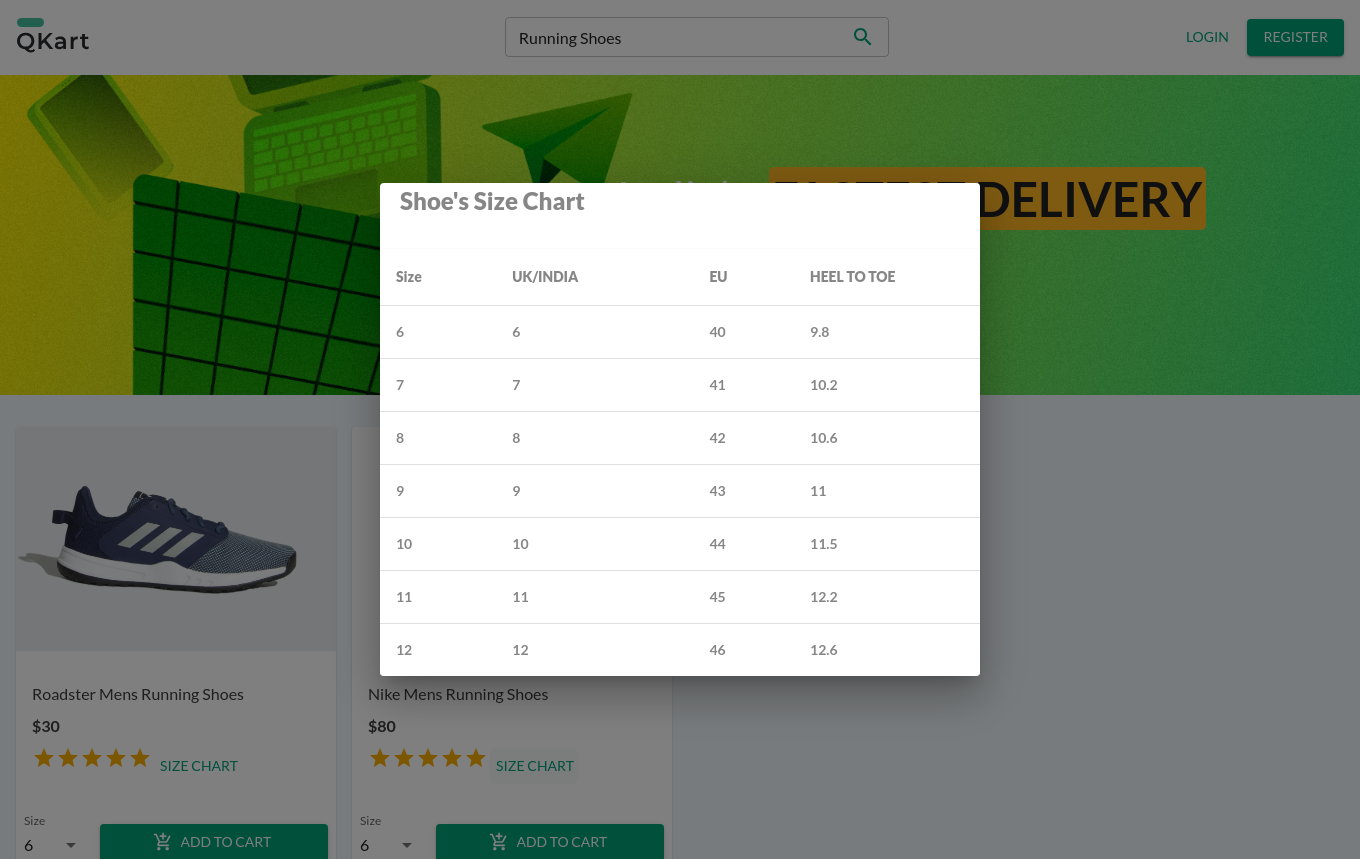 QKart
Running Shoes
LOGIN
REGISTER
DELIVERY
Shoe's Size Chart
Size UK/INDIA EU HEEL TO TOE
6 6 40 9.8
7 7 41 10.2
8 8 42 10.6
9 9 43 11
10 10 44 11.5
11 11 45 12.2
12 12 46 12.6
Roadster Mens Running Shoes
$30
SIZE CHART
Size
6
ADD TO CART
Nike Mens Running Shoes
$80
SIZE CHART
Size
6
ADD TO CART